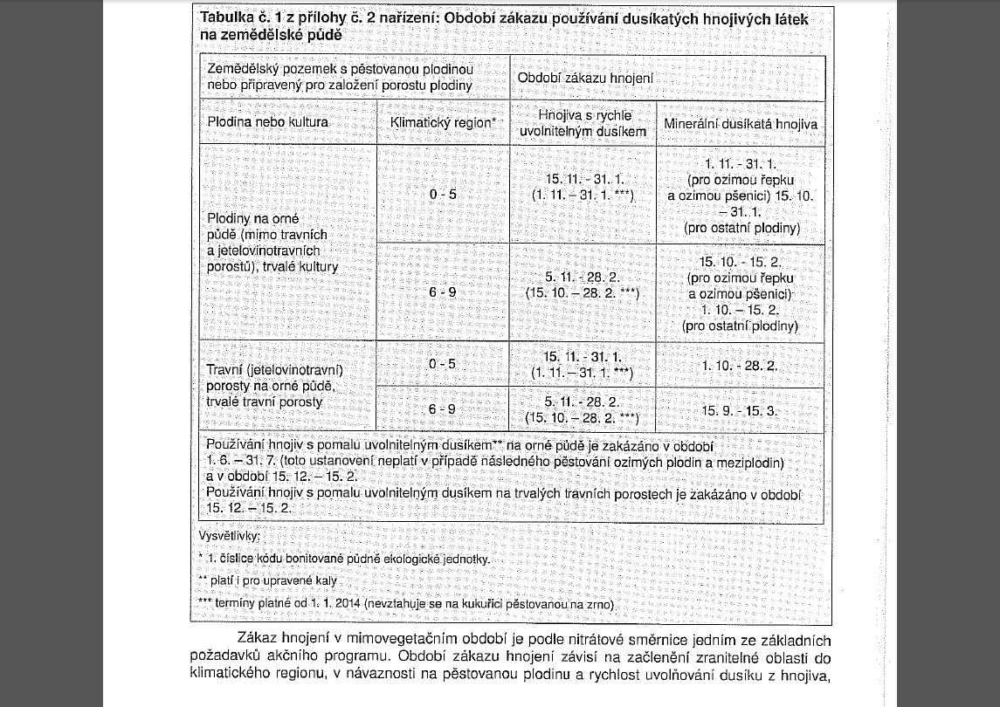 Tabulka č. 1 z přílohy č. 2 nařízení: Období zákazu používání dusíkatých hnojivých látek
na zemědělské půdě
Zemědělský pozemek s pěstovanou plodinou
nebo připravený pro založení porostu plodiny
Období zákazu hnojení
Plodina nebo kultura
Klimatický region*
Hnojiva s rychle
uvolnitelným dusíkem
Minerální dusíkatá hnojiva
Plodiny na orné
půdě (mimo travních
a jetelovinotravních
porostů), trvalé kultury
0 - 5
15. 11. - 31. 1.
(1. 11. – 31. 1. ***)
1. 11. - 31. 1.
(pro ozimou řepku
a ozimou pšenici) 15. 10.
– 31. 1.
(pro ostatní plodiny)
6 - 9
5. 11. - 28. 2.
(15. 10. – 28. 2. ***)
15. 10. - 15. 2.
(pro ozimou řepku
a ozimou pšenici)
1. 10. – 15. 2.
(pro ostatní plodiny)
Travní (jetelovinotravní)
porosty na orné půdě,
trvalé travní porosty
0 - 5
15. 11. - 31. 1.
(1. 11. – 31. 1. ***)
1. 10. - 28. 2.
6 - 9
5. 11. - 28. 2.
(15. 10. – 28. 2. ***)
15. 9. - 15. 3.
Používání hnojiv s pomalu uvolnitelným dusíkem** na orné půdě je zakázáno v období
1. 6. – 31. 7. (toto ustanovení neplatí v případě následného pěstování ozimých plodin a meziplodin)
a v období 15. 12. – 15. 2.
Používání hnojiv s pomalu uvolnitelným dusíkem na trvalých travních porostech je zakázáno v období
15. 12. – 15. 2.
Vysvětlivky:
* 1. číslice kódu bonitované půdně ekologické jednotky.
** platí i pro upravené kaly
*** termíny platné od 1. 1. 2014 (nevztahuje se na kukuřici pěstovanou na zrno)
Zákaz hnojení v mimovegetačním období je podle nitrátové směrnice jedním ze základních
požadavků akčního programu. Období zákazu hnojení závisí na začlenění zranitelné oblasti do
klimatického regionu, v návaznosti na pěstovanou plodinu a rychlost uvolňování dusíku z hnojiva,